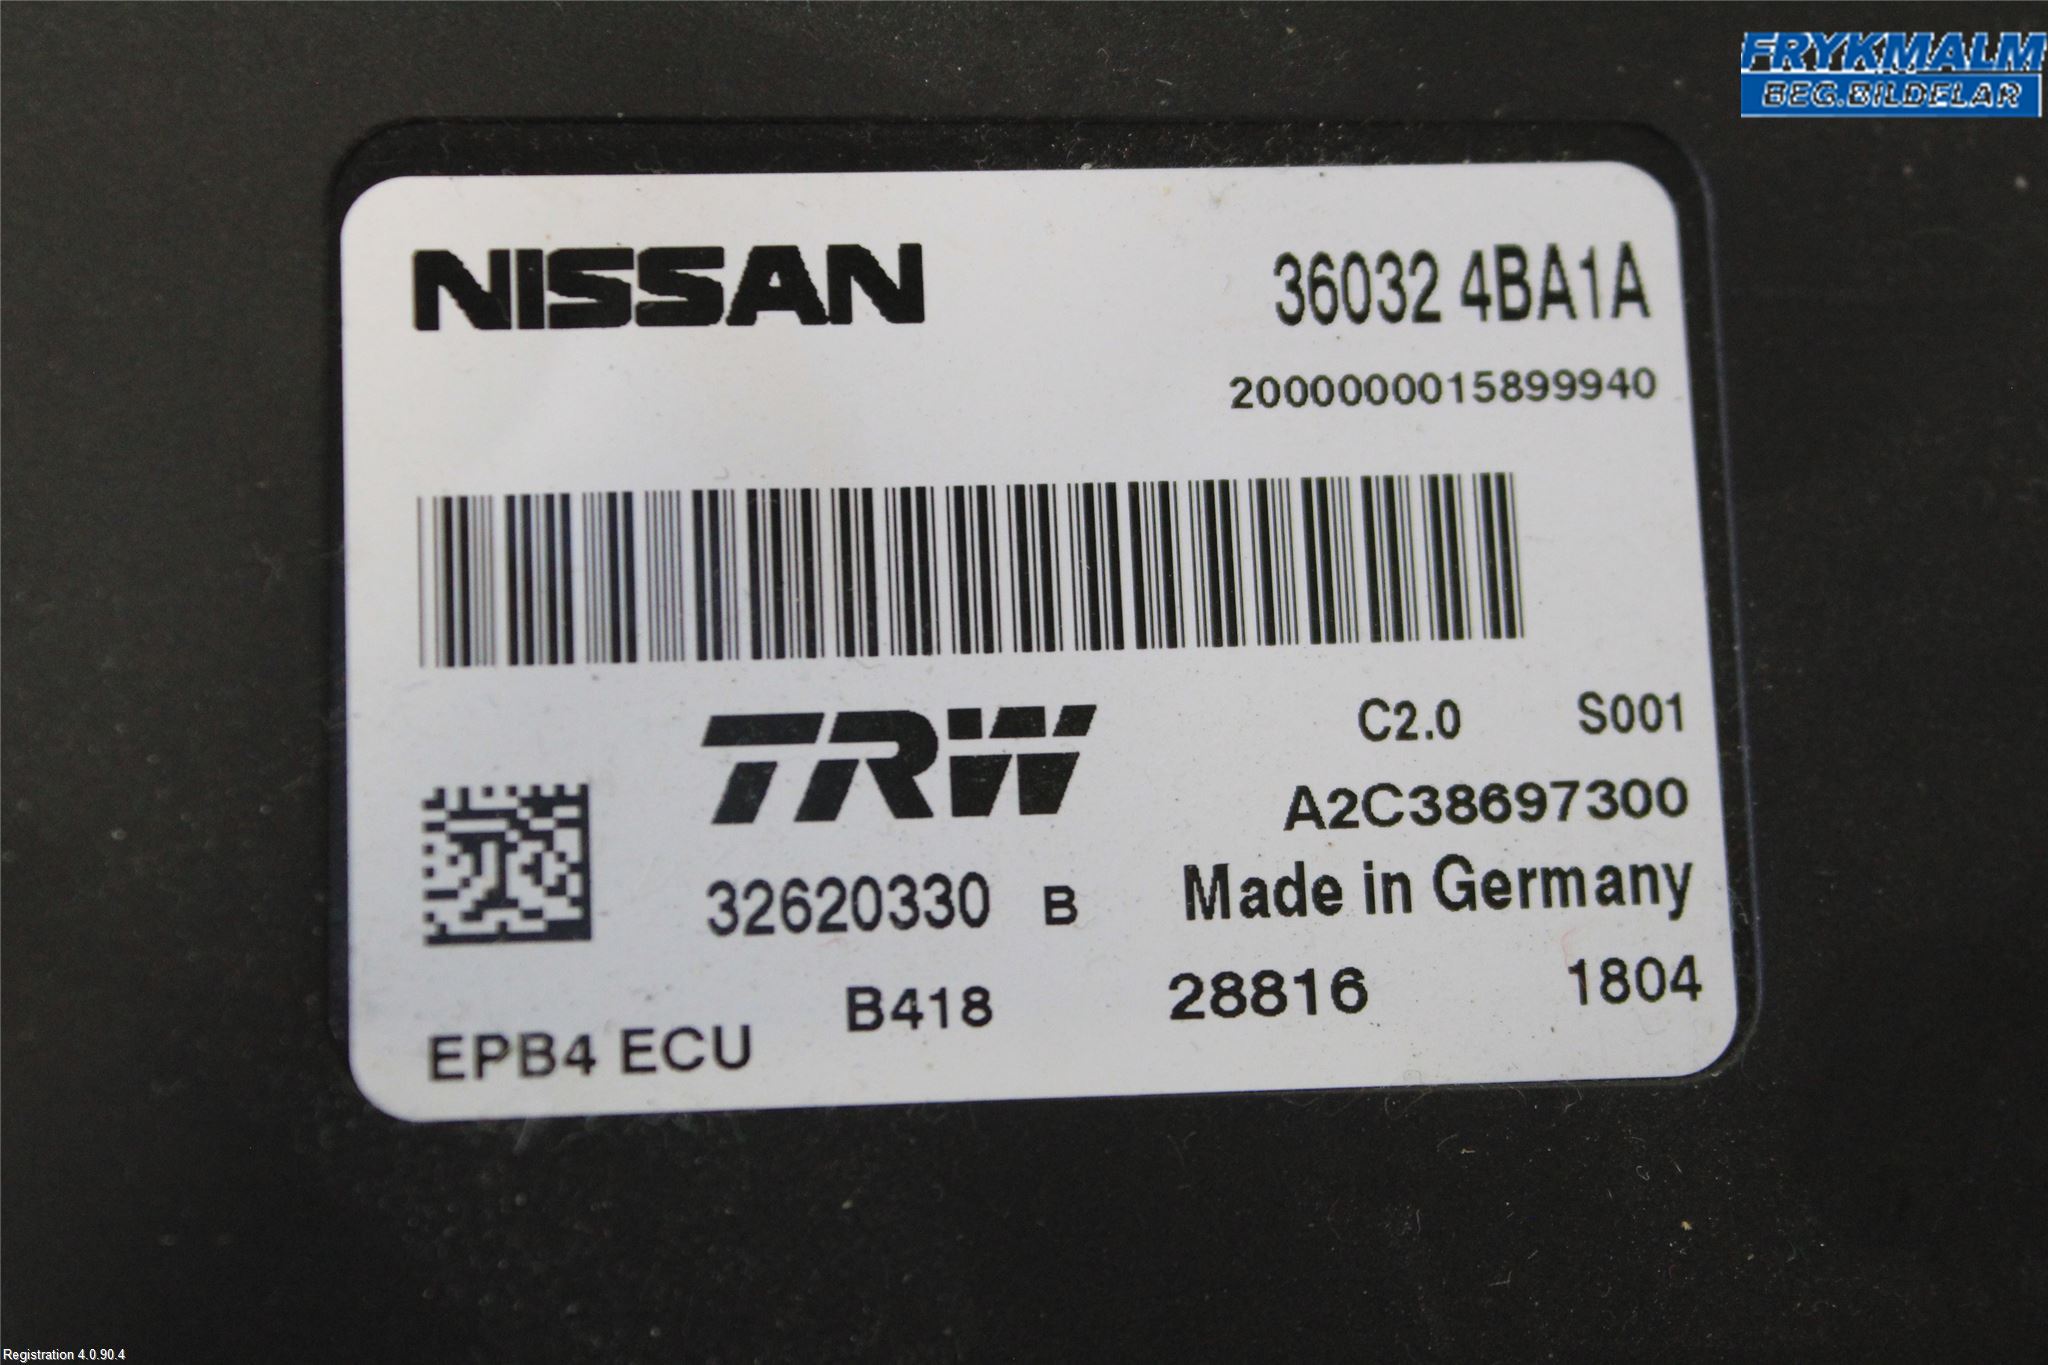 FRYKMALM
BEG.BILDELAR
NISSAN
36032 4BA1A
2000000015899940
TRW
C2.0 S001
A2C38697300
32620330 B
Made in Germany
B418 28816 1804
EPB4 ECU
Registration 4.0.90.4